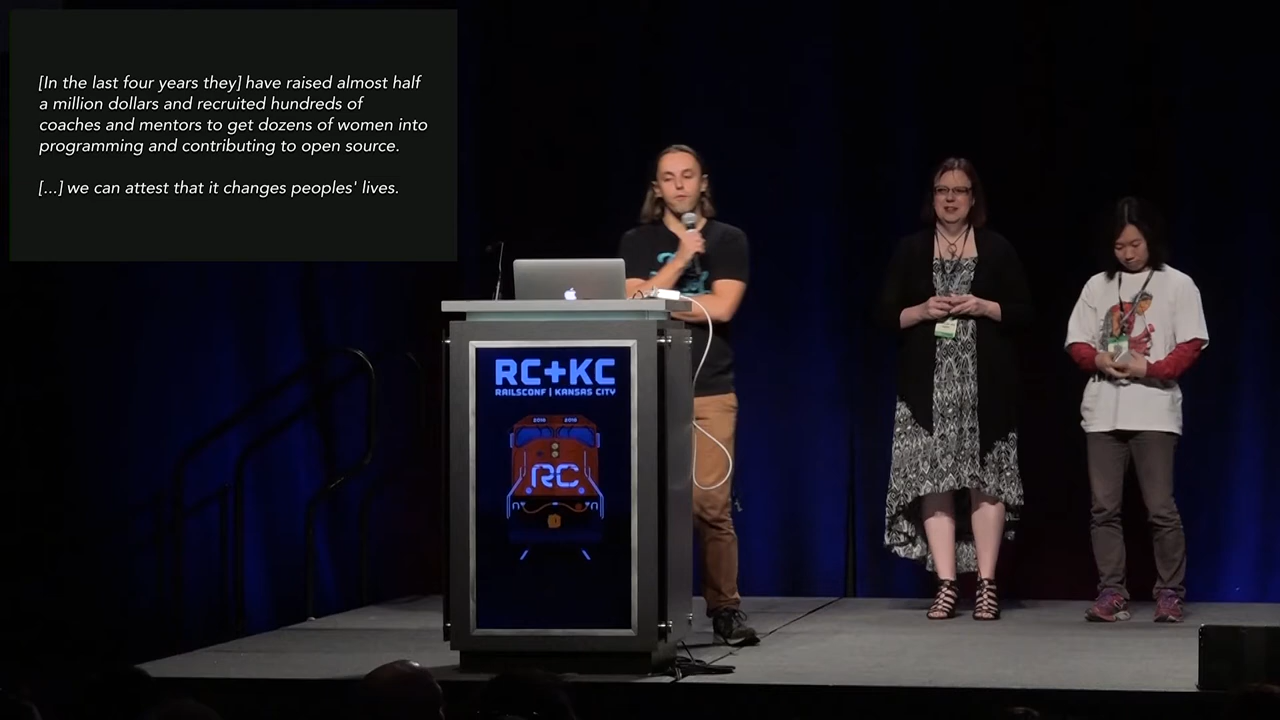 [In the last four years they] have raised almost half
a million dollars and recruited hundreds of
coaches and mentors to get dozens of women into
programming and contributing to open source.
[...] we can attest that it changes peoples' lives.
RC+KC
RAILSCONF | KANSAS CITY
2016 2016
RC